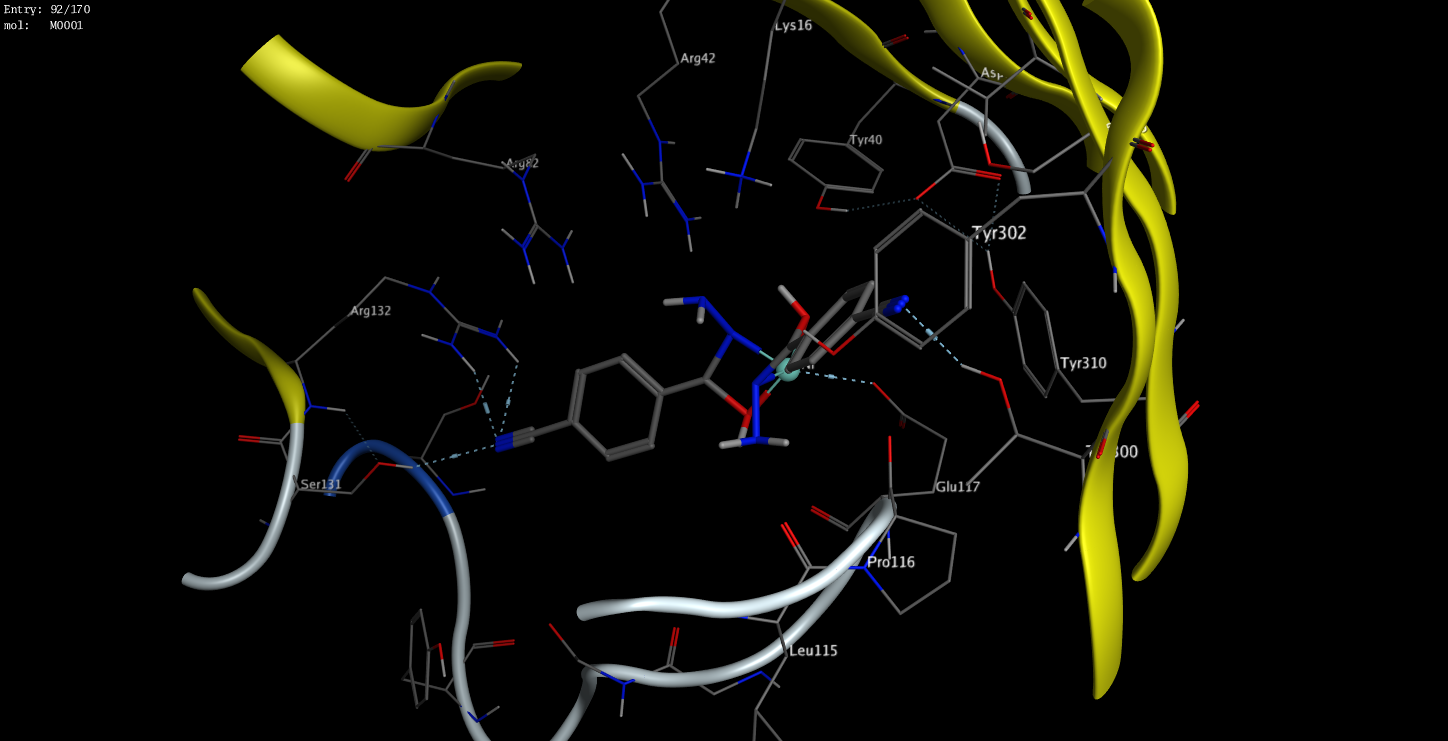 Entry: 92/170
mol: M0001
Lys16
Arg42
Tyr40
Arg82
Tyr302
Arg132
Tyr310
Ser131
Glu117
Pro116
Leu115